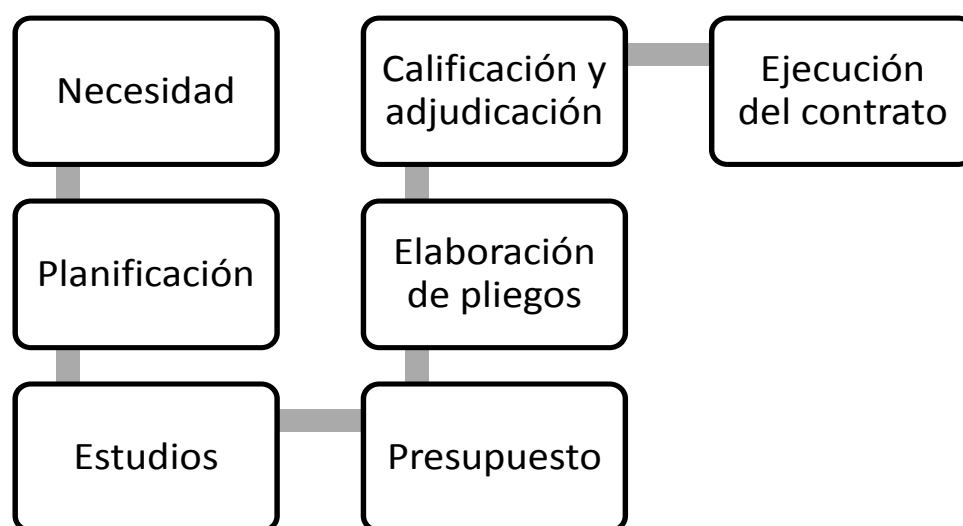 Necesidad
Planificación
Estudios
Presupuesto
Elaboración
de pliegos
Calificación y
adjudicación
Ejecución
del contrato